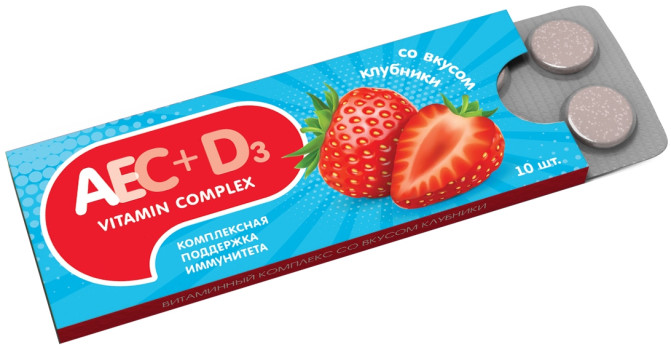 AEC+D3
VITAMIN COMPLEX
КОМПЛЕКСНАЯ
ПОДДЕРЖКА
ИММУНИТЕТА
СО ВКУСОМ
КЛУБНИКИ
10 шт.
ВИТАМИННЫЙ КОМПЛЕКС СО ВКУСОМ КЛУБНИКИ